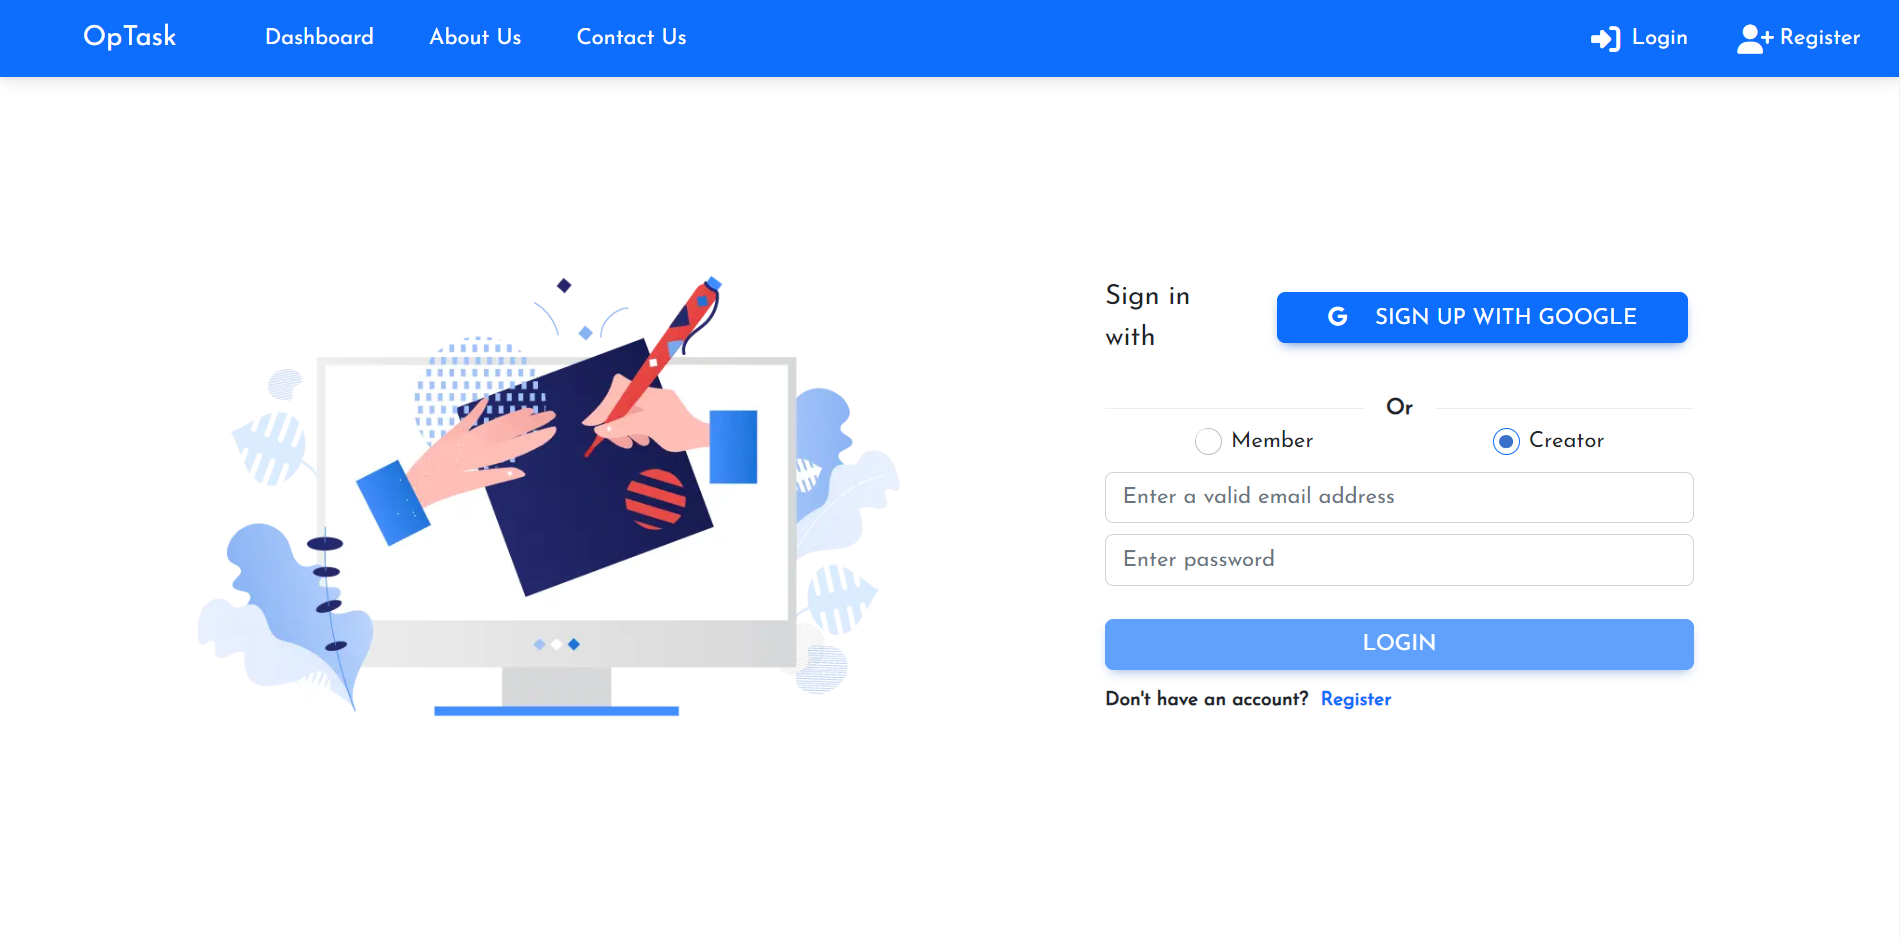 OpTask Dashboard About Us Contact Us Login Register
Sign in
with
SIGN UP WITH GOOGLE
Or
Member Creator
Enter a valid email address
Enter password
LOGIN
Don't have an account? Register